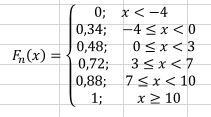 0; x < −4
0,34; −4 ≤ x < 0
0,48; 0 ≤ x < 3
Fₙ(x) = { 0,72; 3 ≤ x < 7
0,88; 7 ≤ x < 10
1; x ≥ 10